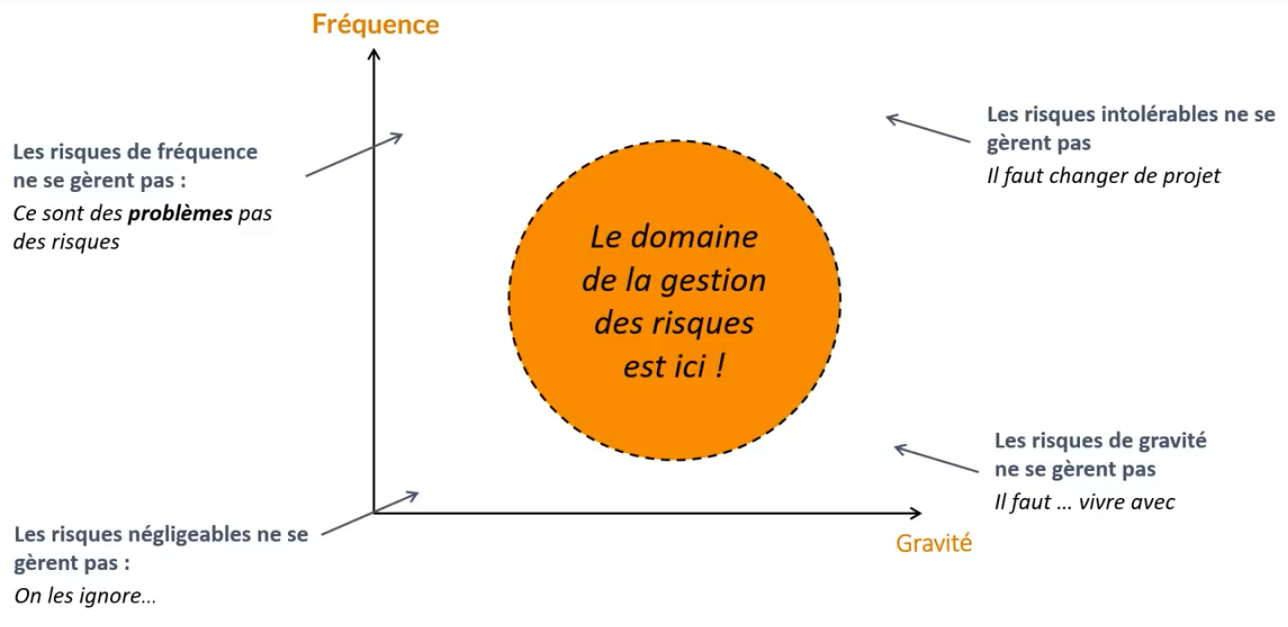 Fréquence
Les risques de fréquence
ne se gèrent pas :
Ce sont des problèmes pas
des risques
Les risques intolérables ne se
gèrent pas
Il faut changer de projet
Le domaine
de la gestion
des risques
est ici !
Les risques de gravité
ne se gèrent pas
Il faut ... vivre avec
Les risques négligeables ne se
gèrent pas :
On les ignore...
Gravité